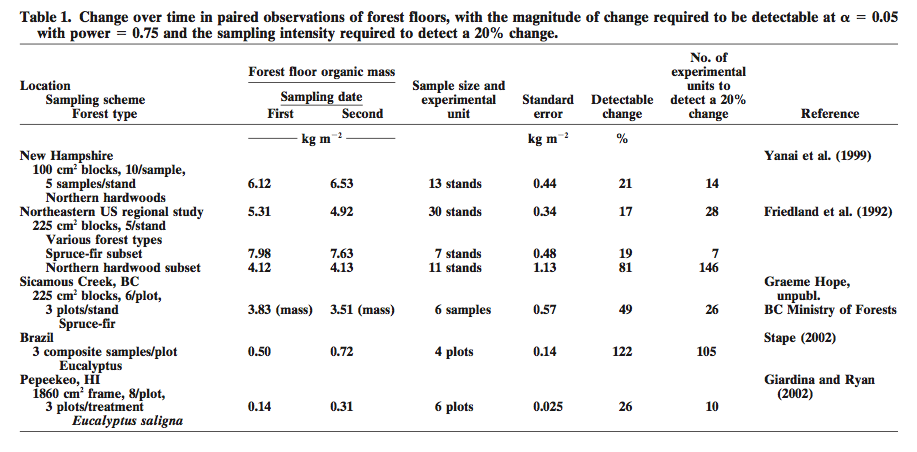 Table 1. Change over time in paired observations of forest floors, with the magnitude of change required to be detectable at α = 0.05
with power = 0.75 and the sampling intensity required to detect a 20% change.
No. of
Forest floor organic mass experimental
Location Sample size and units to
Sampling scheme Sampling date experimental Standard Detectable detect a 20%
Forest type First Second unit error change change Reference
kg m⁻² kg m⁻² %
New Hampshire Yanai et al. (1999)
100 cm² blocks, 10/sample,
5 samples/stand 6.12 6.53 13 stands 0.44 21 14
Northern hardwoods
Northeastern US regional study 5.31 4.92 30 stands 0.34 17 28 Friedland et al. (1992)
225 cm² blocks, 5/stand
Various forest types
Spruce-fir subset 7.98 7.63 7 stands 0.48 19 7
Northern hardwood subset 4.12 4.13 11 stands 1.13 81 146
Sicamous Creek, BC Graeme Hope,
225 cm² blocks, 6/plot, unpubl.
3 plots/stand 3.83 (mass) 3.51 (mass) 6 samples 0.57 49 26 BC Ministry of Forests
Spruce-fir
Brazil Stape (2002)
3 composite samples/plot 0.50 0.72 4 plots 0.14 122 105
Eucalyptus
Pepeekeo, HI Giardina and Ryan
1860 cm² frame, 8/plot, (2002)
3 plots/treatment 0.14 0.31 6 plots 0.025 26 10
Eucalyptus saligna